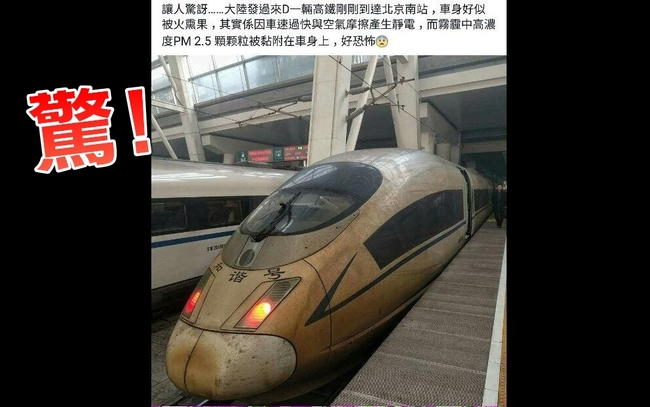 讓人驚訝……大陸發過來D一輛高鐵剛剛到達北京南站，車身好似
被火熏果，其實係因車速過快與空氣摩擦產生靜電，而霧霾中高濃
度PM 2.5 顆顆粒被黏附在車身上，好恐怖😨
驚！
和谐号